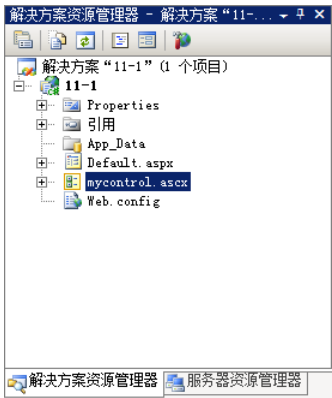 解决方案资源管理器 - 解决方案“11-...
解决方案“11-1”(1 个项目)
11-1
Properties
引用
App_Data
Default.aspx
mycontrol.ascx
Web.config
解决方案资源管理器 服务器资源管理器